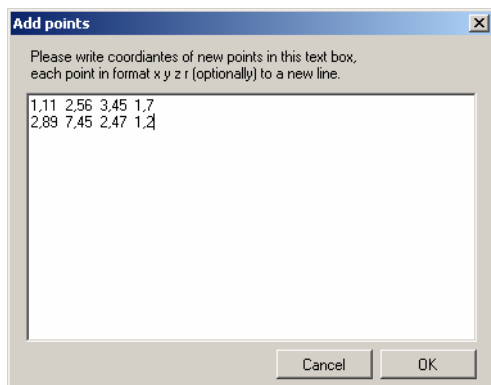 Add points
Please write coordiantes of new points in this text box,
each point in format x y z r (optionally) to a new line.
1,11 2,56 3,45 1,7
2,89 7,45 2,47 1,2
Cancel
OK